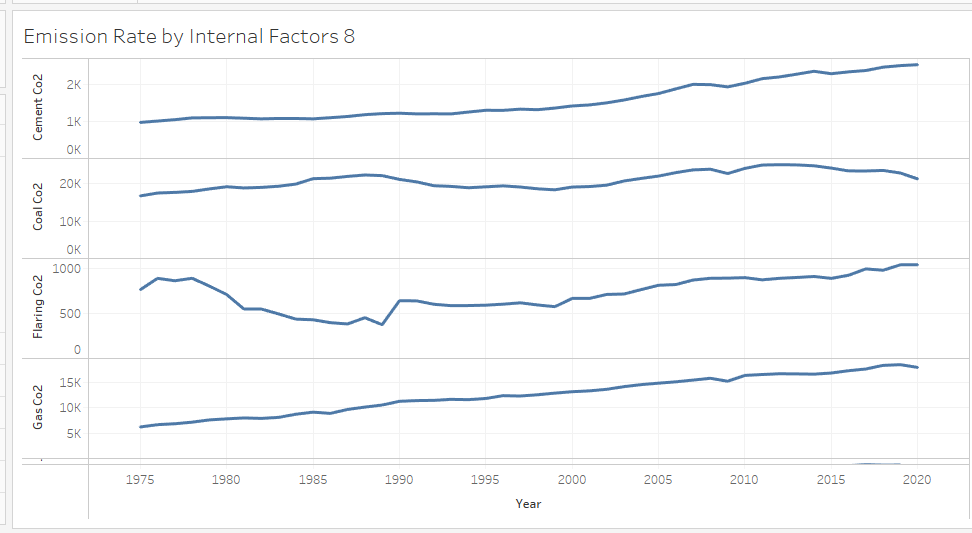 Emission Rate by Internal Factors 8
Cement Co2
2K
1K
0K
Coal Co2
20K
10K
0K
Flaring Co2
1000
500
0
Gas Co2
15K
10K
5K
1975 1980 1985 1990 1995 2000 2005 2010 2015 2020
Year